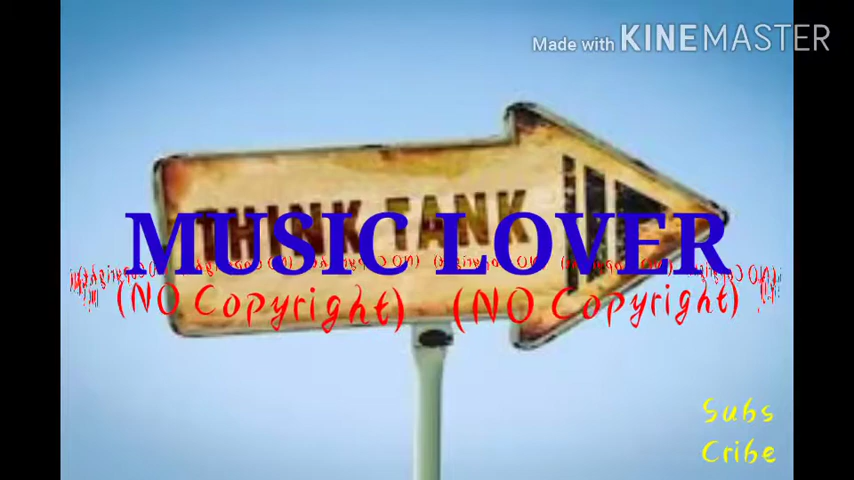 Made with KINEMASTER
THINK TANK
MUSIC LOVER
(NO Copyright) (NO Copyright)
Subs
Cribe